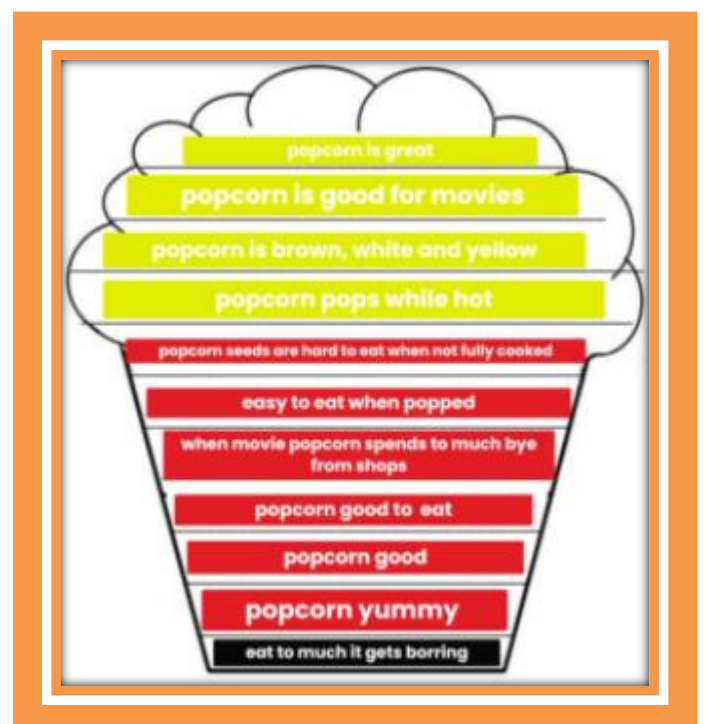 popcorn is great
popcorn is good for movies
popcorn is brown, white and yellow
popcorn pops while hot
popcorn seeds are hard to eat when not fully cooked
easy to eat when popped
when movie popcorn spends to much bye
from shops
popcorn good to eat
popcorn good
popcorn yummy
eat to much it gets borring